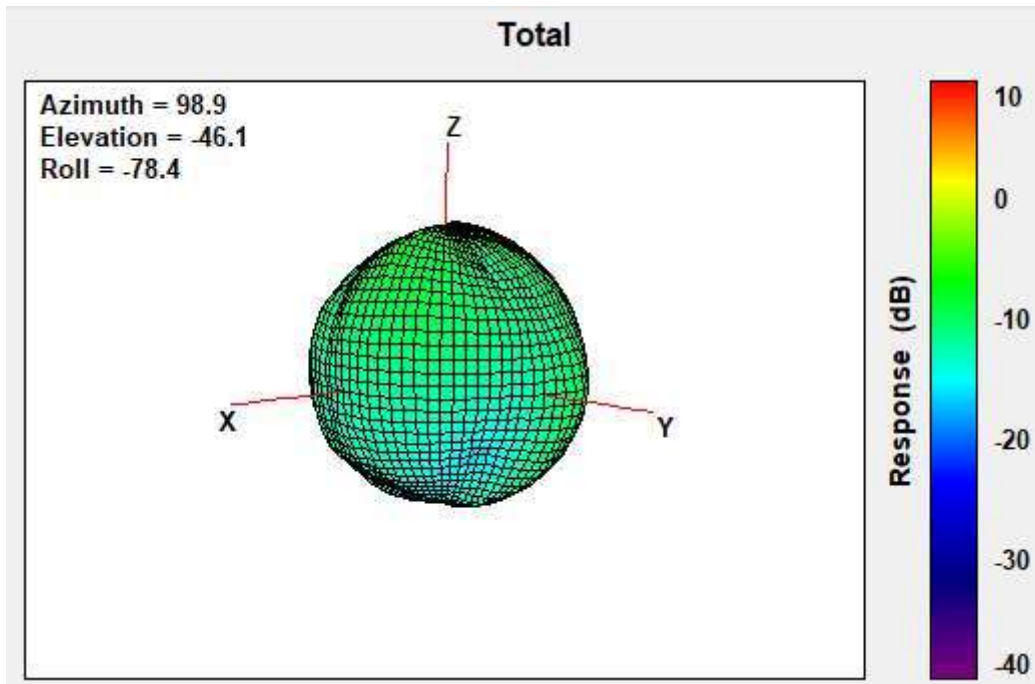 Total
Azimuth = 98.9
Elevation = -46.1
Roll = -78.4
Z
X
Y
Response (dB)
10
0
-10
-20
-30
-40